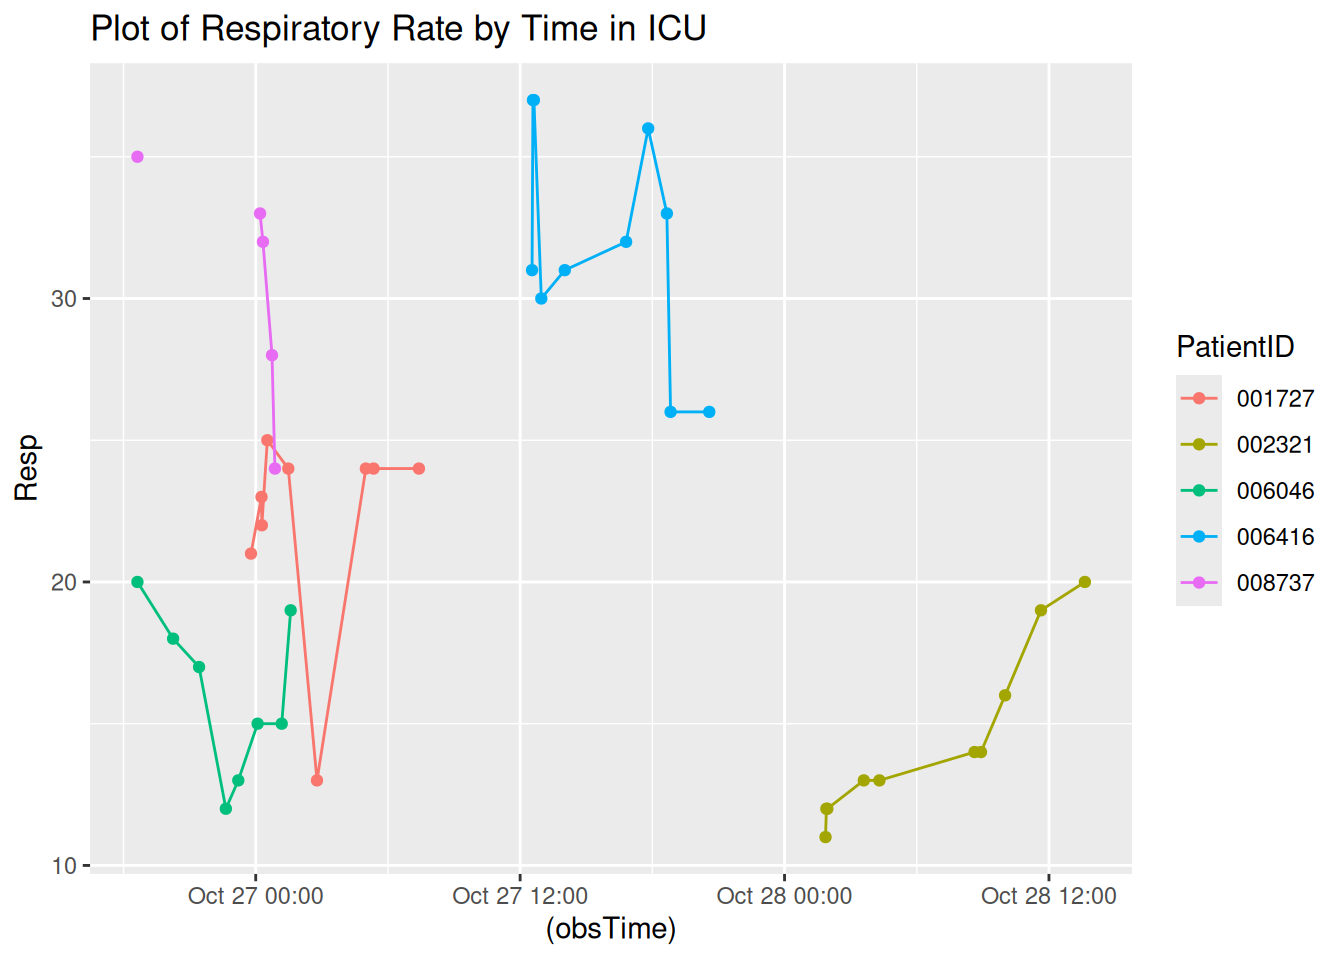 Plot of Respiratory Rate by Time in ICU
Resp
30
20
10
Oct 27 00:00
Oct 27 12:00
Oct 28 00:00
Oct 28 12:00
(obsTime)
PatientID
001727
002321
006046
006416
008737